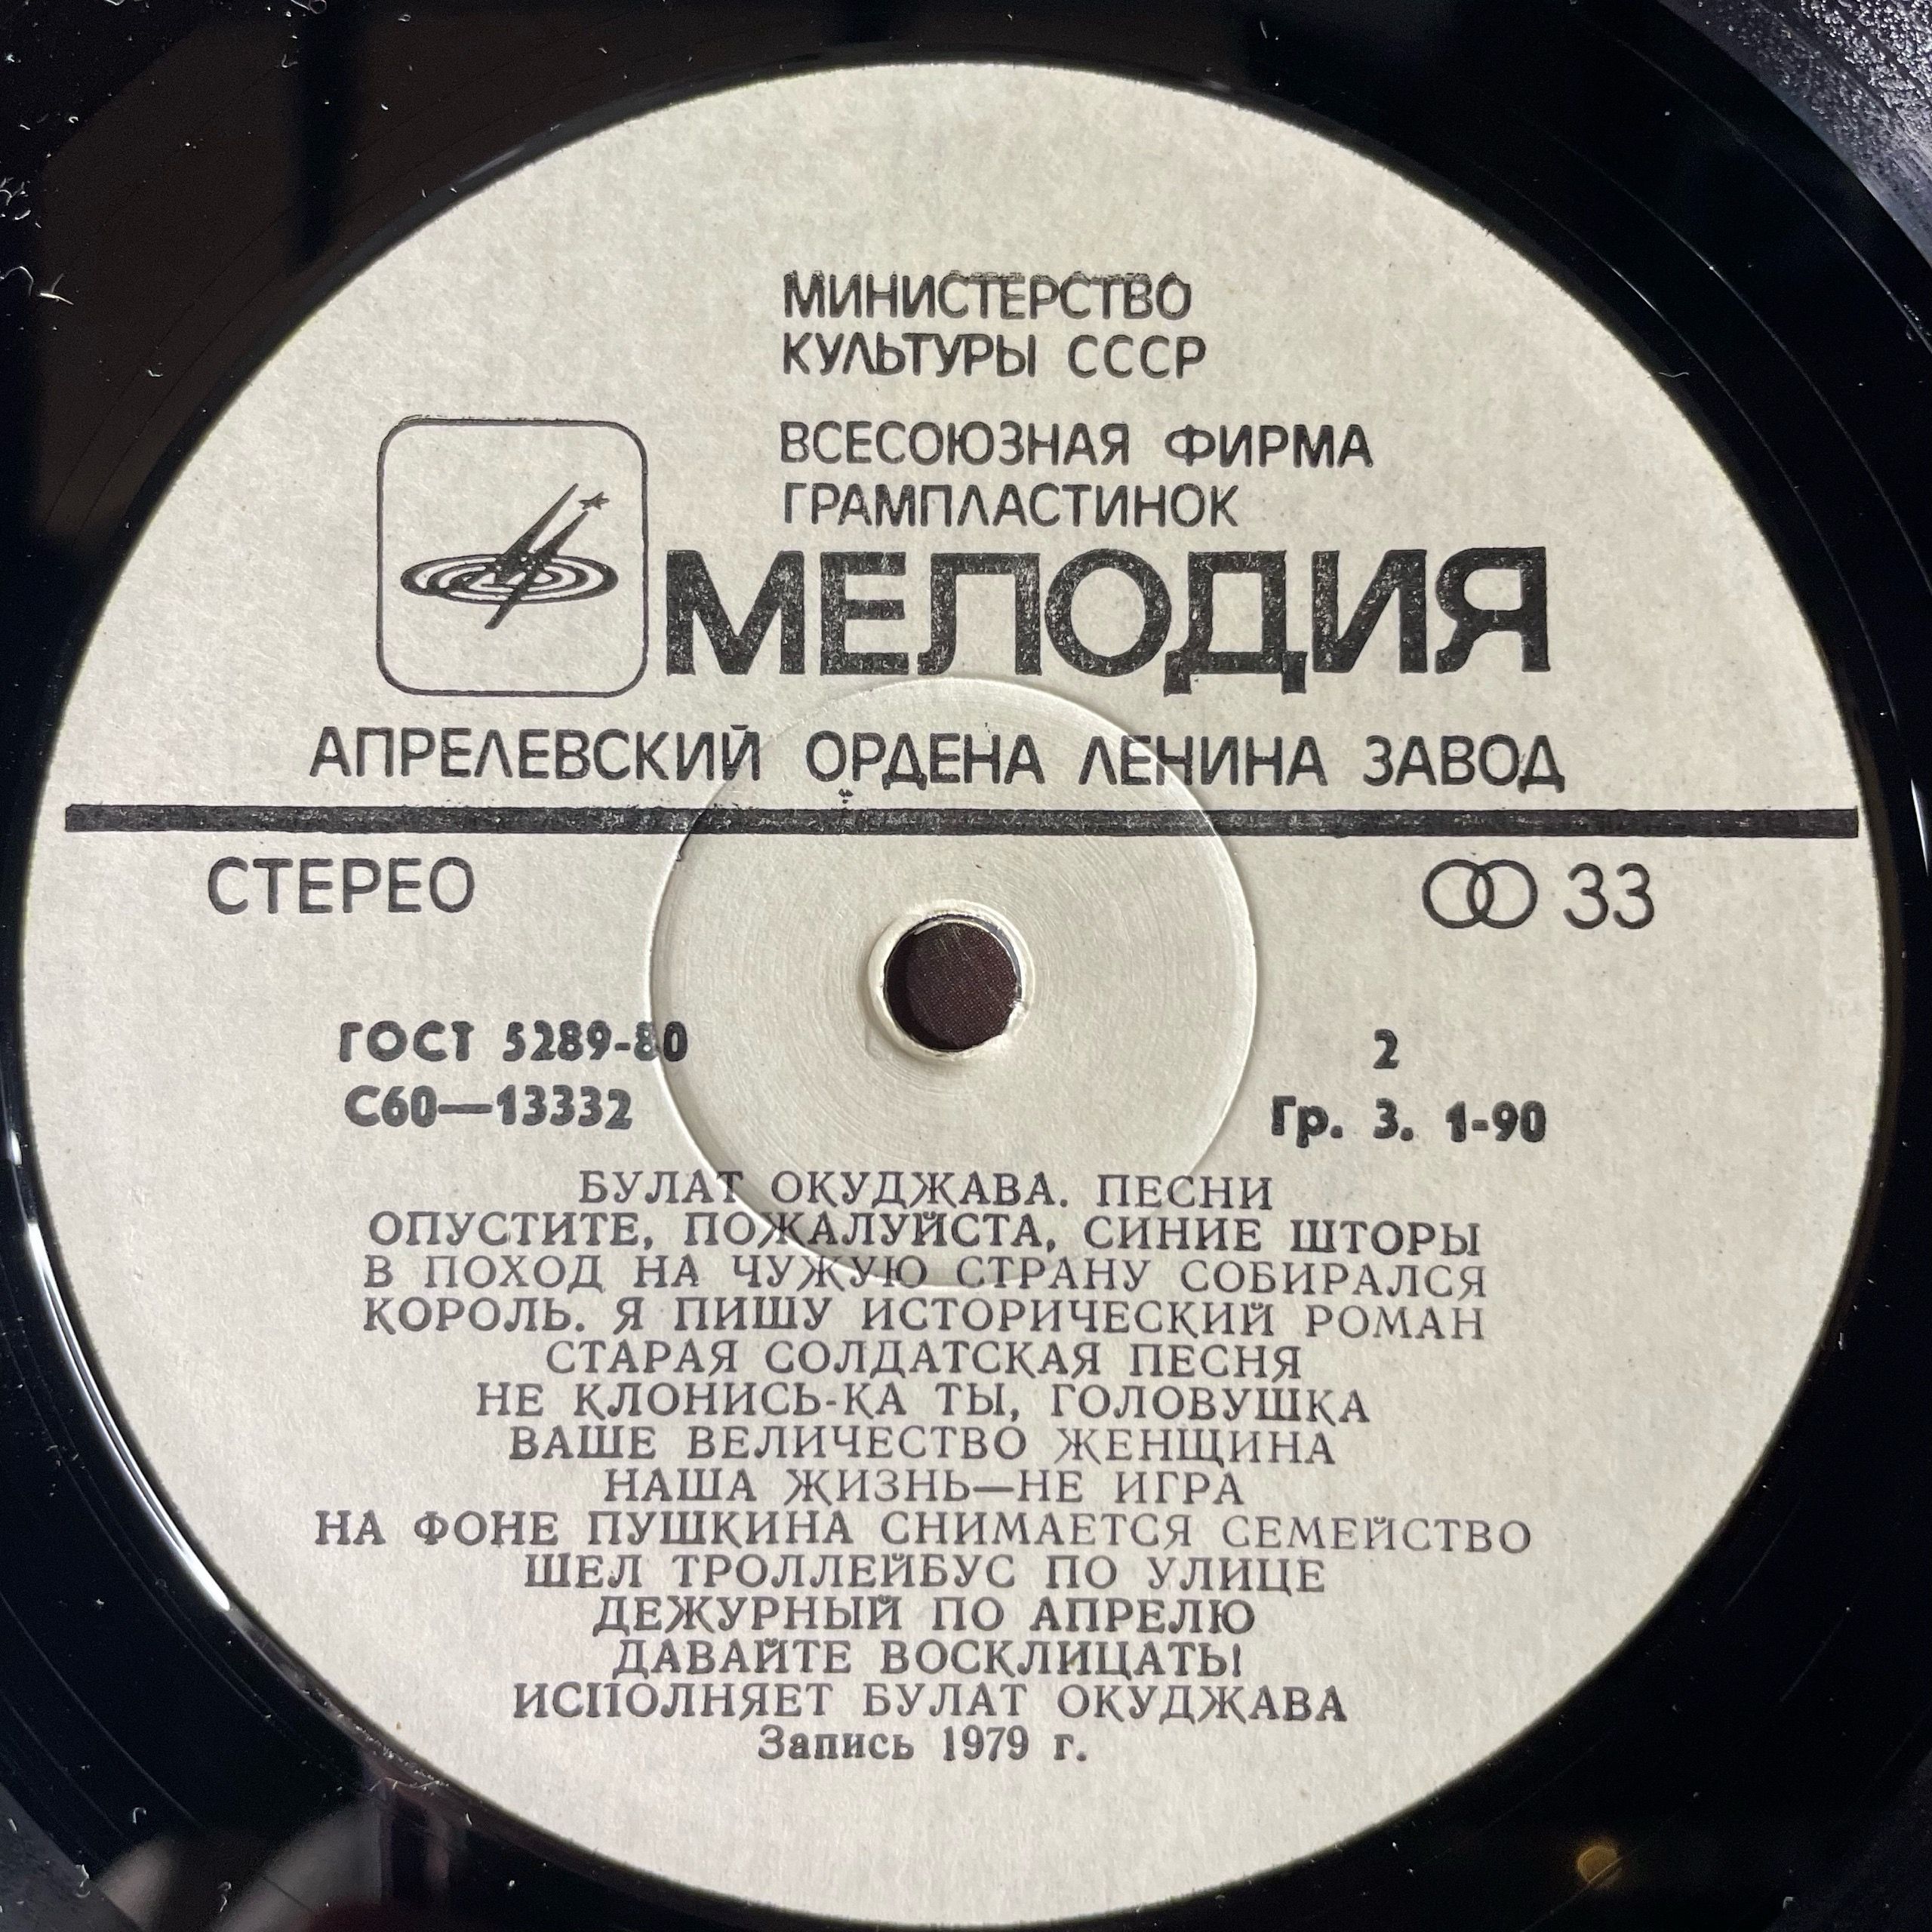 МИНИСТЕРСТВО
КУЛЬТУРЫ СССР
ВСЕСОЮЗНАЯ ФИРМА
ГРАМПЛАСТИНОК
МЕЛОДИЯ
АПРЕЛЕВСКИЙ ОРДЕНА ЛЕНИНА ЗАВОД
СТЕРЕО 33
ГОСТ 5289-80 2
С60—13332 Гр. 3. 1-90
БУЛАТ ОКУДЖАВА. ПЕСНИ
ОПУСТИТЕ, ПОЖАЛУЙСТА, СИНИЕ ШТОРЫ
В ПОХОД НА ЧУЖУЮ СТРАНУ СОБИРАЛСЯ
КОРОЛЬ. Я ПИШУ ИСТОРИЧЕСКИЙ РОМАН
СТАРАЯ СОЛДАТСКАЯ ПЕСНЯ
НЕ КЛОНИСЬ-КА ТЫ, ГОЛОВУШКА
ВАШЕ ВЕЛИЧЕСТВО ЖЕНЩИНА
НАША ЖИЗНЬ—НЕ ИГРА
НА ФОНЕ ПУШКИНА СНИМАЕТСЯ СЕМЕЙСТВО
ШЕЛ ТРОЛЛЕЙБУС ПО УЛИЦЕ
ДЕЖУРНЫЙ ПО АПРЕЛЮ
ДАВАЙТЕ ВОСКЛИЦАТЬ!
ИСПОЛНЯЕТ БУЛАТ ОКУДЖАВА
Запись 1979 г.